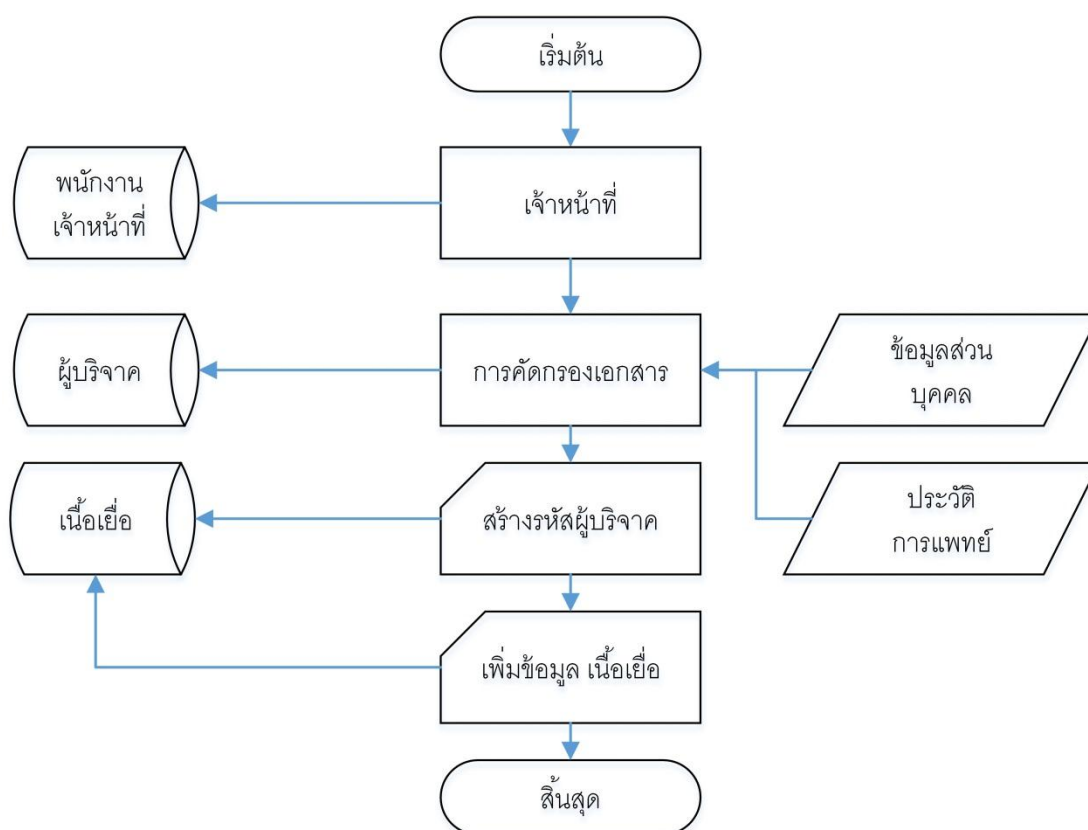 เริ่มต้น
พนักงาน
เจ้าหน้าที่
เจ้าหน้าที่
ผู้บริจาค
การคัดกรองเอกสาร
ข้อมูลส่วน
บุคคล
เนื้อเยื่อ
สร้างรหัสผู้บริจาค
ประวัติ
การแพทย์
เพิ่มข้อมูล เนื้อเยื่อ
สิ้นสุด